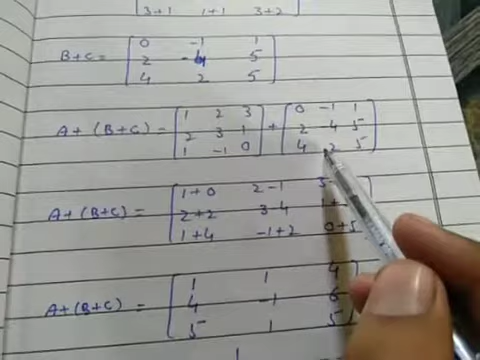 3+1 1+1 3+2
0 -1 1
B+C = 2 -4 5
4 2 5
1 2 3 0 -1 1
A+(B+C) = 2 3 1 + 2 -4 5
1 -1 0 4 2 5
1+0 2-1 3
A+(B+C) = 2+2 3-4 1+
1+4 -1+2 0+5
1 1 4
A+(B+C) = 4 -1 6
5 1 5